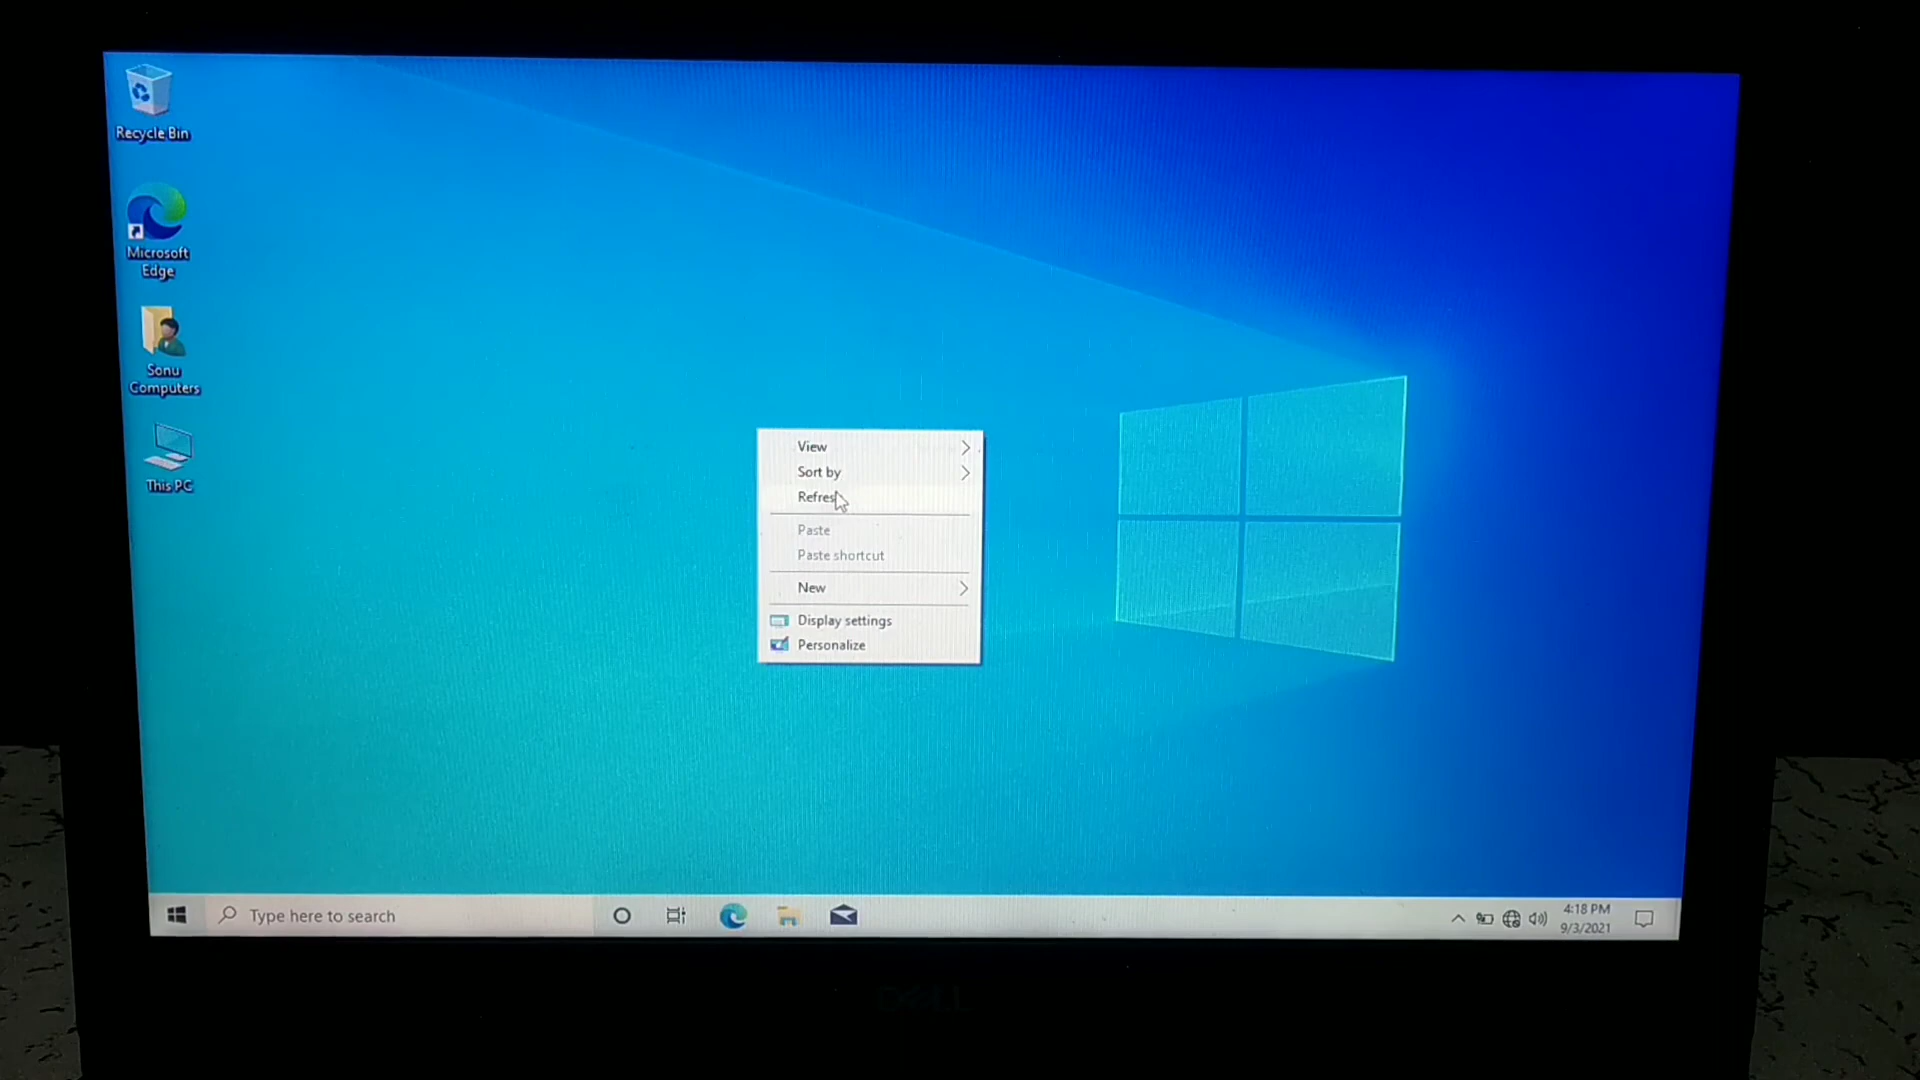 Recycle Bin
Microsoft
Edge
Sonu
Computers
This PC
View
Sort by
Refres
Paste
Paste shortcut
New
Display settings
Personalize
Type here to search
4:18 PM
9/3/2021
DELL